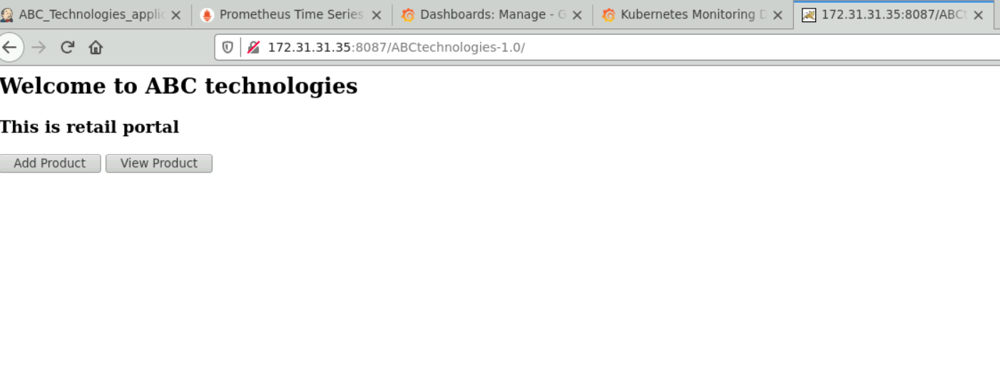 ABC_Technologies_applic
Prometheus Time Series
Dashboards: Manage - G
Kubernetes Monitoring D
172.31.31.35:8087/ABCt
172.31.31.35:8087/ABCtechnologies-1.0/
Welcome to ABC technologies
This is retail portal
Add Product View Product